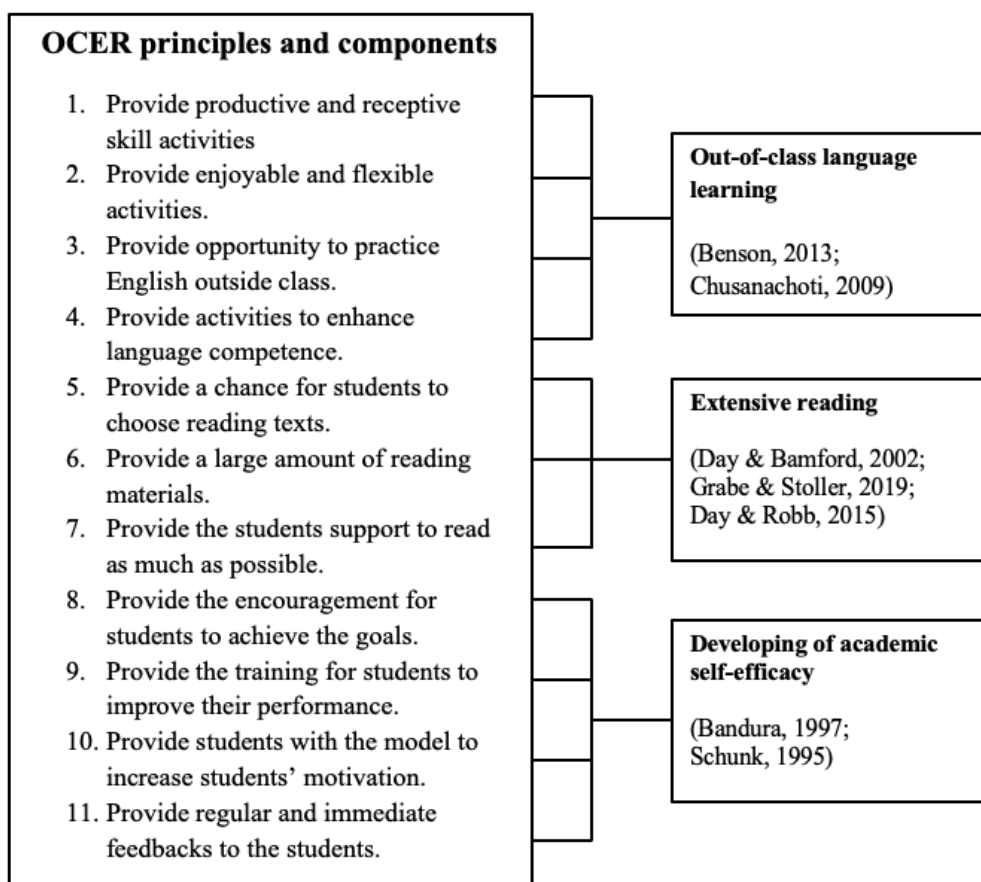 OCER principles and components
1. Provide productive and receptive
skill activities
2. Provide enjoyable and flexible
activities.
3. Provide opportunity to practice
English outside class.
4. Provide activities to enhance
language competence.
5. Provide a chance for students to
choose reading texts.
6. Provide a large amount of reading
materials.
7. Provide the students support to read
as much as possible.
8. Provide the encouragement for
students to achieve the goals.
9. Provide the training for students to
improve their performance.
10. Provide students with the model to
increase students’ motivation.
11. Provide regular and immediate
feedbacks to the students.
Out-of-class language
learning
(Benson, 2013;
Chusanachoti, 2009)
Extensive reading
(Day & Bamford, 2002;
Grabe & Stoller, 2019;
Day & Robb, 2015)
Developing of academic
self-efficacy
(Bandura, 1997;
Schunk, 1995)